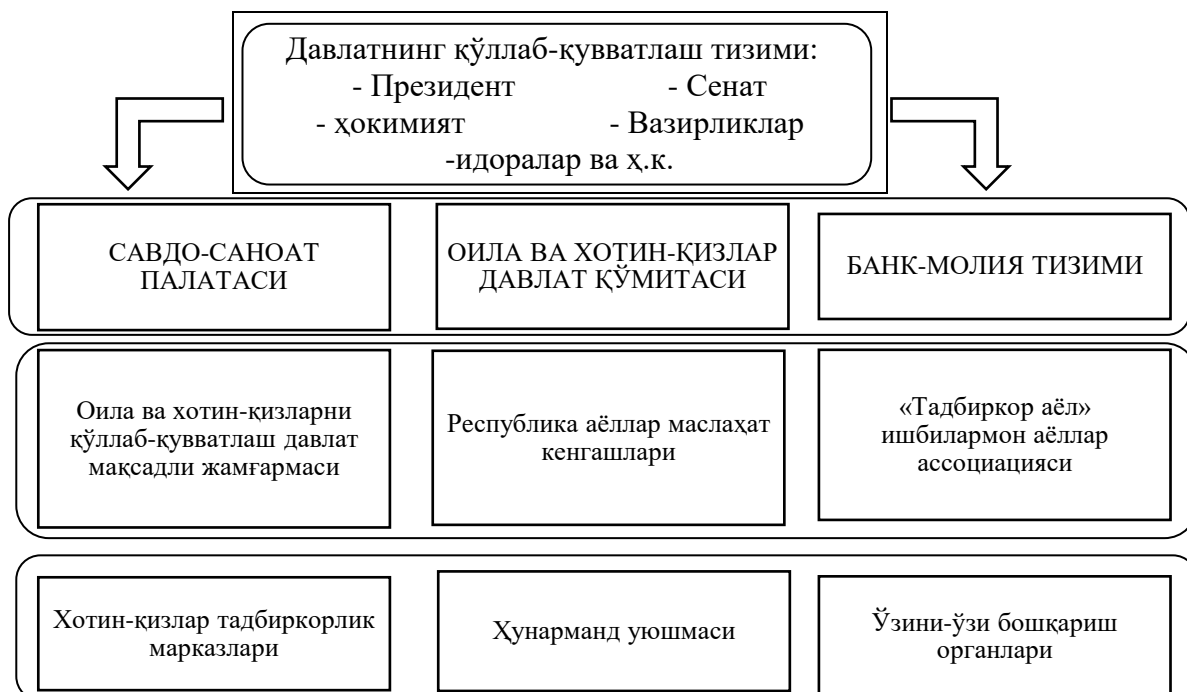 Давлатнинг қўллаб-қувватлаш тизими:
- Президент - Сенат
- ҳокимият - Вазирликлар
-идоралар ва ҳ.к.
САВДО-САНОАТ
ПАЛАТАСИ
ОИЛА ВА ХОТИН-ҚИЗЛАР
ДАВЛАТ ҚЎМИТАСИ
БАНК-МОЛИЯ ТИЗИМИ
Оила ва хотин-қизларни
қўллаб-қувватлаш давлат
мақсадли жамғармаси
Республика аёллар маслаҳат
кенгашлари
«Тадбиркор аёл»
ишбилармон аёллар
ассоциацияси
Хотин-қизлар тадбиркорлик
марказлари
Ҳунарманд уюшмаси
Ўзини-ўзи бошқариш
органлари